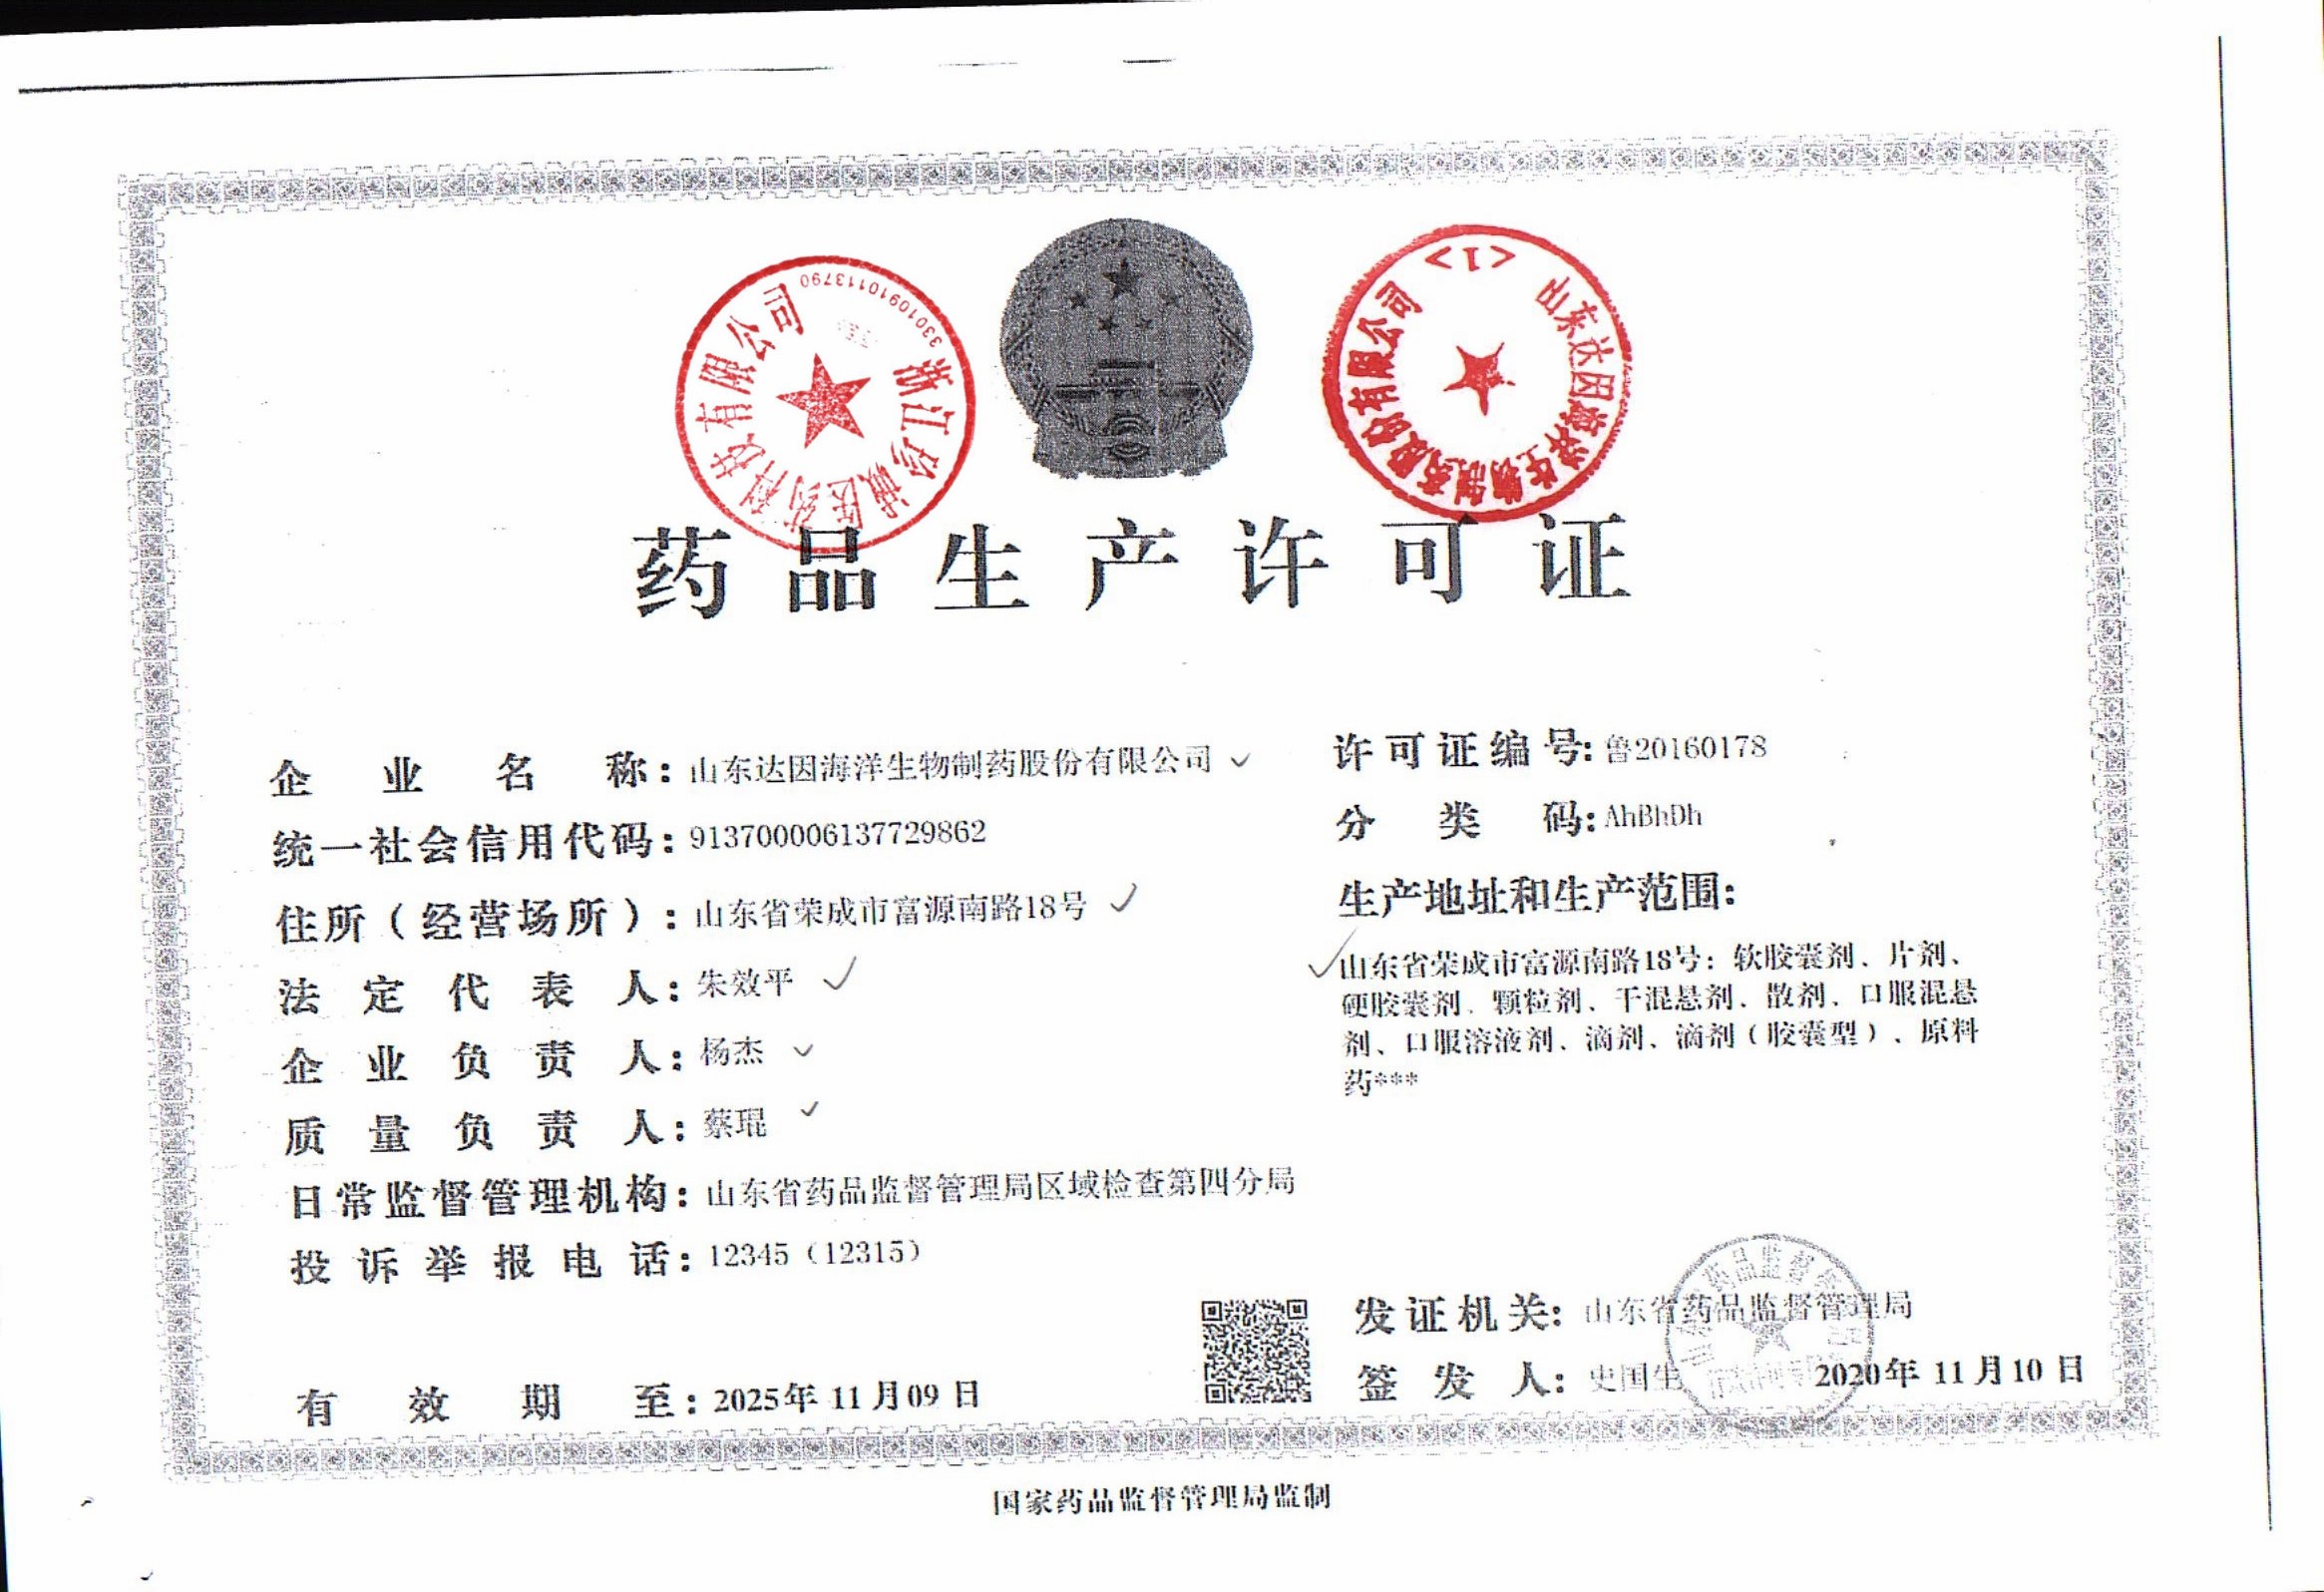 浙江珍诚医药科技有限公司
33010910113790
山东达因海洋生物制药股份有限公司
<1>
药品生产许可证
企业名称：山东达因海洋生物制药股份有限公司
统一社会信用代码：913700006137729862
住所（经营场所）：山东省荣成市富源南路18号
法定代表人：朱效平
企业负责人：杨杰
质量负责人：蔡琨
日常监督管理机构：山东省药品监督管理局区域检查第四分局
投诉举报电话：12345（12315）
有效期至：2025年 11 月 09 日
许可证编号：鲁20160178
分类码：AhBhDh
生产地址和生产范围：
山东省荣成市富源南路18号：软胶囊剂、片剂、
硬胶囊剂、颗粒剂、干混悬剂、散剂、口服混悬
剂、口服溶液剂、滴剂、滴剂（胶囊型）、原料
药***
发证机关：山东省药品监督管理局
签发人：史国生
2020年 11 月 10 日
国家药品监督管理局监制